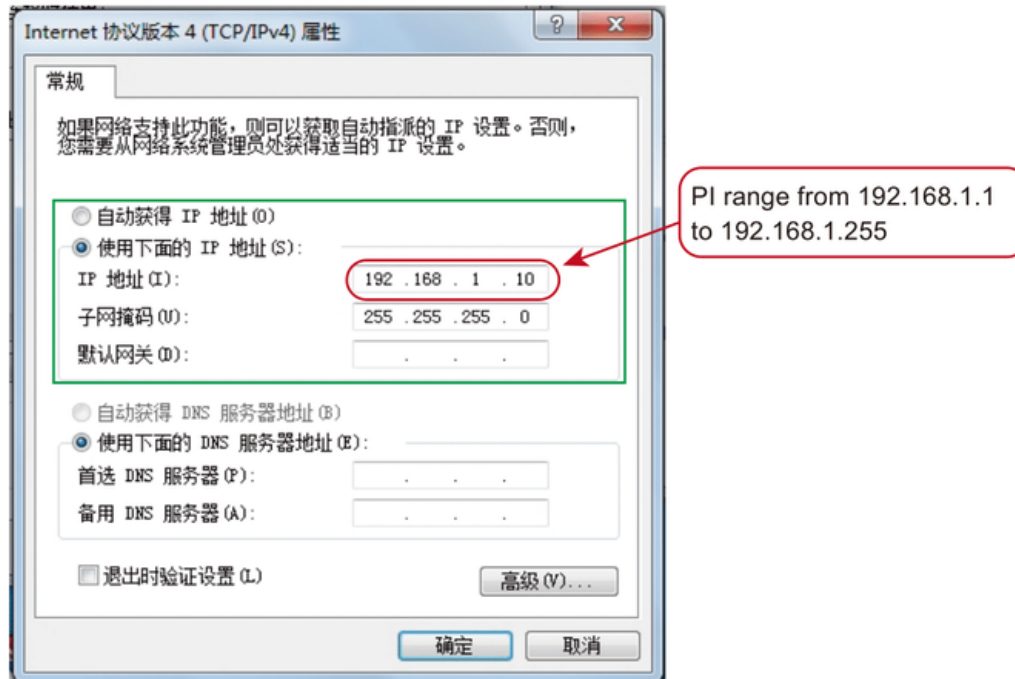 Internet 协议版本 4 (TCP/IPv4) 属性
常规
如果网络支持此功能，则可以获取自动指派的 IP 设置。否则，
您需要从网络系统管理员处获得适当的 IP 设置。
自动获得 IP 地址(O)
使用下面的 IP 地址(S):
IP 地址(I): 192 .168 . 1 . 10
子网掩码(U): 255 .255 .255 . 0
默认网关(D): . . .
PI range from 192.168.1.1
to 192.168.1.255
自动获得 DNS 服务器地址(B)
使用下面的 DNS 服务器地址(E):
首选 DNS 服务器(P): . . .
备用 DNS 服务器(A): . . .
退出时验证设置(L)
高级(V)...
确定 取消